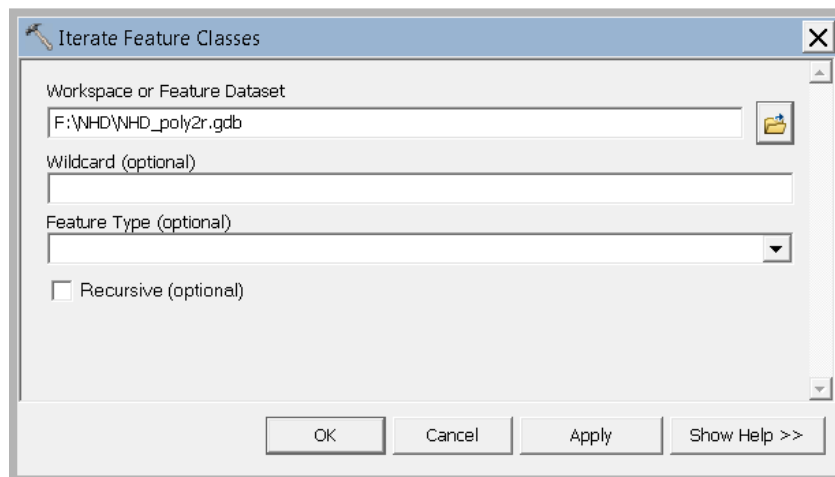 Iterate Feature Classes
Workspace or Feature Dataset
F:\NHD\NHD_poly2r.gdb
Wildcard (optional)
Feature Type (optional)
Recursive (optional)
OK Cancel Apply Show Help >>